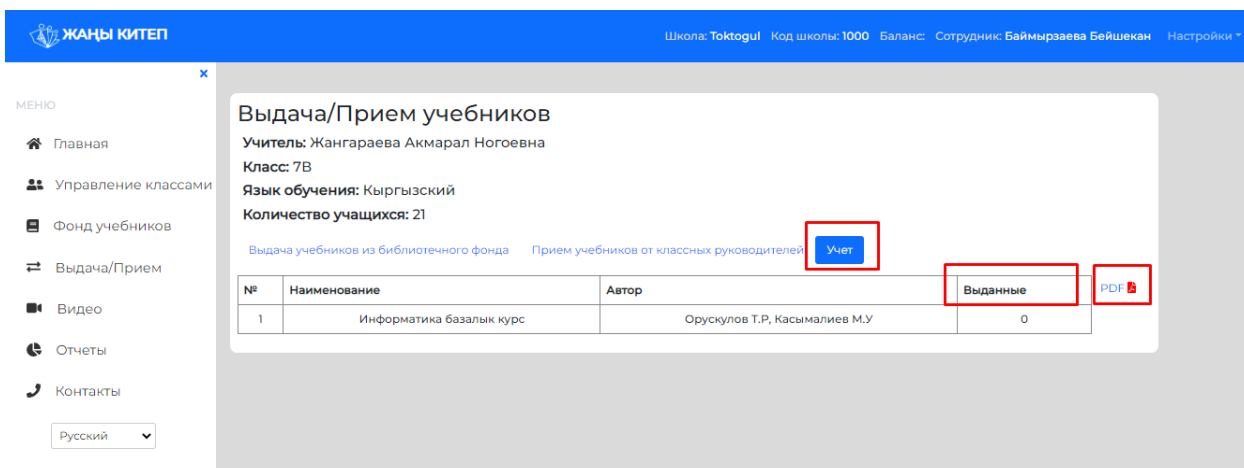 ЖАҢЫ КИТЕП
Школа: Toktogul Код школы: 1000 Баланс: Сотрудник: Баймырзаева Бейшекан Настройки
×
МЕНЮ
Главная
Управление классами
Фонд учебников
Выдача/Прием
Видео
Отчеты
Контакты
Русский
Выдача/Прием учебников
Учитель: Жангараева Акмарал Ногоевна
Класс: 7В
Язык обучения: Кыргызский
Количество учащихся: 21
Выдача учебников из библиотечного фонда Прием учебников от классных руководителей Учет
№ Наименование Автор Выданные PDF
1 Информатика базалык курс Орускулов Т.Р, Касымалиев М.У 0